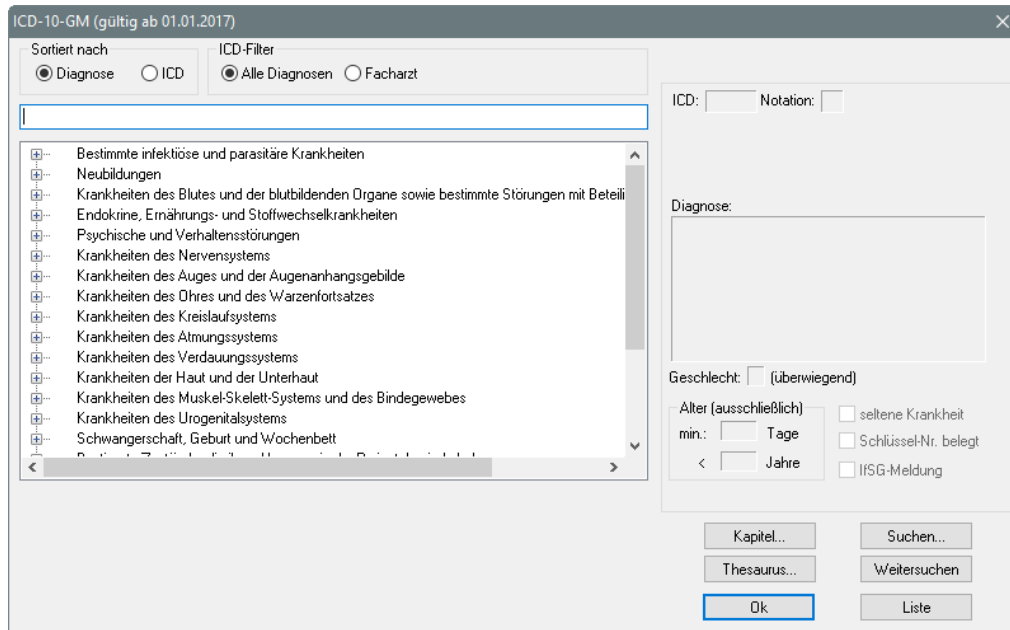 ICD-10-GM (gültig ab 01.01.2017)
Sortiert nach
ICD-Filter
Diagnose ICD
Alle Diagnosen Facharzt
ICD: Notation:
Bestimmte infektiöse und parasitäre Krankheiten
Neubildungen
Krankheiten des Blutes und der blutbildenden Organe sowie bestimmte Störungen mit Beteili
Endokrine, Ernährungs- und Stoffwechselkrankheiten
Psychische und Verhaltensstörungen
Krankheiten des Nervensystems
Krankheiten des Auges und der Augenanhangsgebilde
Krankheiten des Ohres und des Warzenfortsatzes
Krankheiten des Kreislaufsystems
Krankheiten des Atmungssystems
Krankheiten des Verdauungssystems
Krankheiten der Haut und der Unterhaut
Krankheiten des Muskel-Skelett-Systems und des Bindegewebes
Krankheiten des Urogenitalsystems
Schwangerschaft, Geburt und Wochenbett
Diagnose:
Geschlecht: (überwiegend)
Alter (ausschließlich)
min.: Tage
< Jahre
seltene Krankheit
Schlüssel-Nr. belegt
IfSG-Meldung
Kapitel... Suchen...
Thesaurus... Weitersuchen
Ok Liste